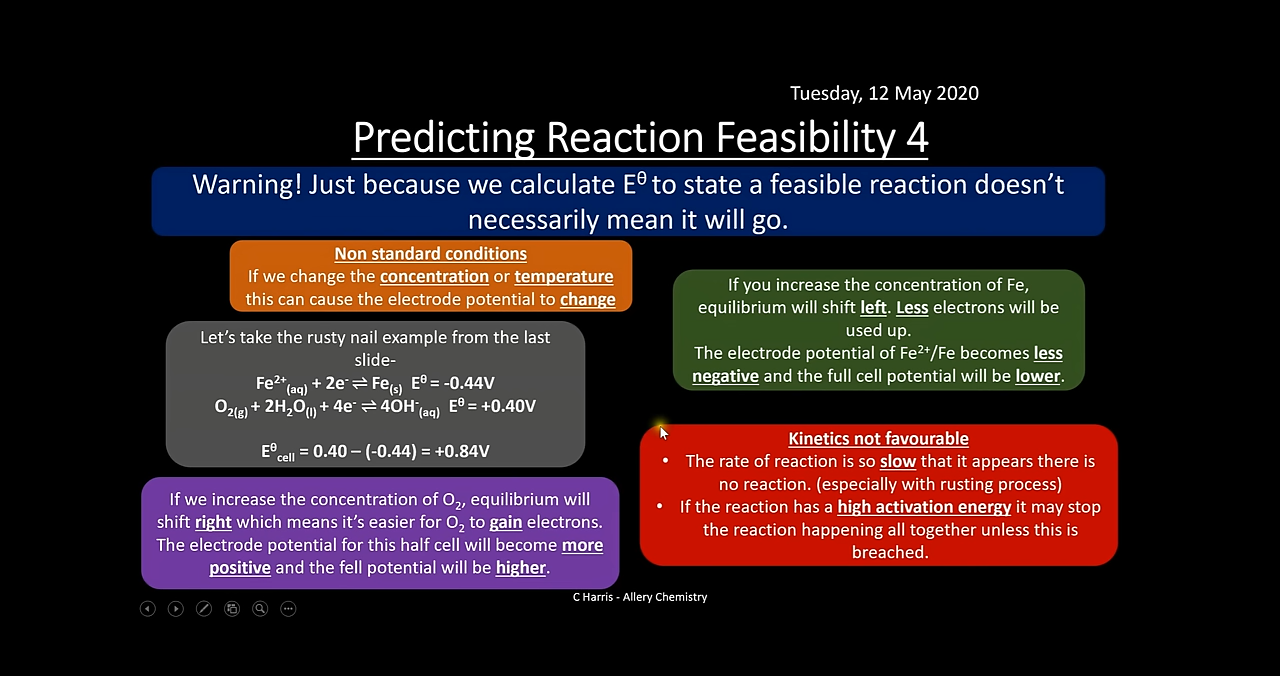 Tuesday, 12 May 2020
Predicting Reaction Feasibility 4
Warning! Just because we calculate Eᶿ to state a feasible reaction doesn’t
necessarily mean it will go.
Non standard conditions
If we change the concentration or temperature
this can cause the electrode potential to change
Let’s take the rusty nail example from the last
slide-
Fe²⁺₍aq₎ + 2e⁻ ⇌ Fe₍s₎ Eᶿ = -0.44V
O₂₍g₎ + 2H₂O₍l₎ + 4e⁻ ⇌ 4OH⁻₍aq₎ Eᶿ = +0.40V
Eᶿcell = 0.40 – (-0.44) = +0.84V
If we increase the concentration of O₂, equilibrium will
shift right which means it’s easier for O₂ to gain electrons.
The electrode potential for this half cell will become more
positive and the fell potential will be higher.
If you increase the concentration of Fe,
equilibrium will shift left. Less electrons will be
used up.
The electrode potential of Fe²⁺/Fe becomes less
negative and the full cell potential will be lower.
Kinetics not favourable
• The rate of reaction is so slow that it appears there is
no reaction. (especially with rusting process)
• If the reaction has a high activation energy it may stop
the reaction happening all together unless this is
breached.
C Harris - Allery Chemistry